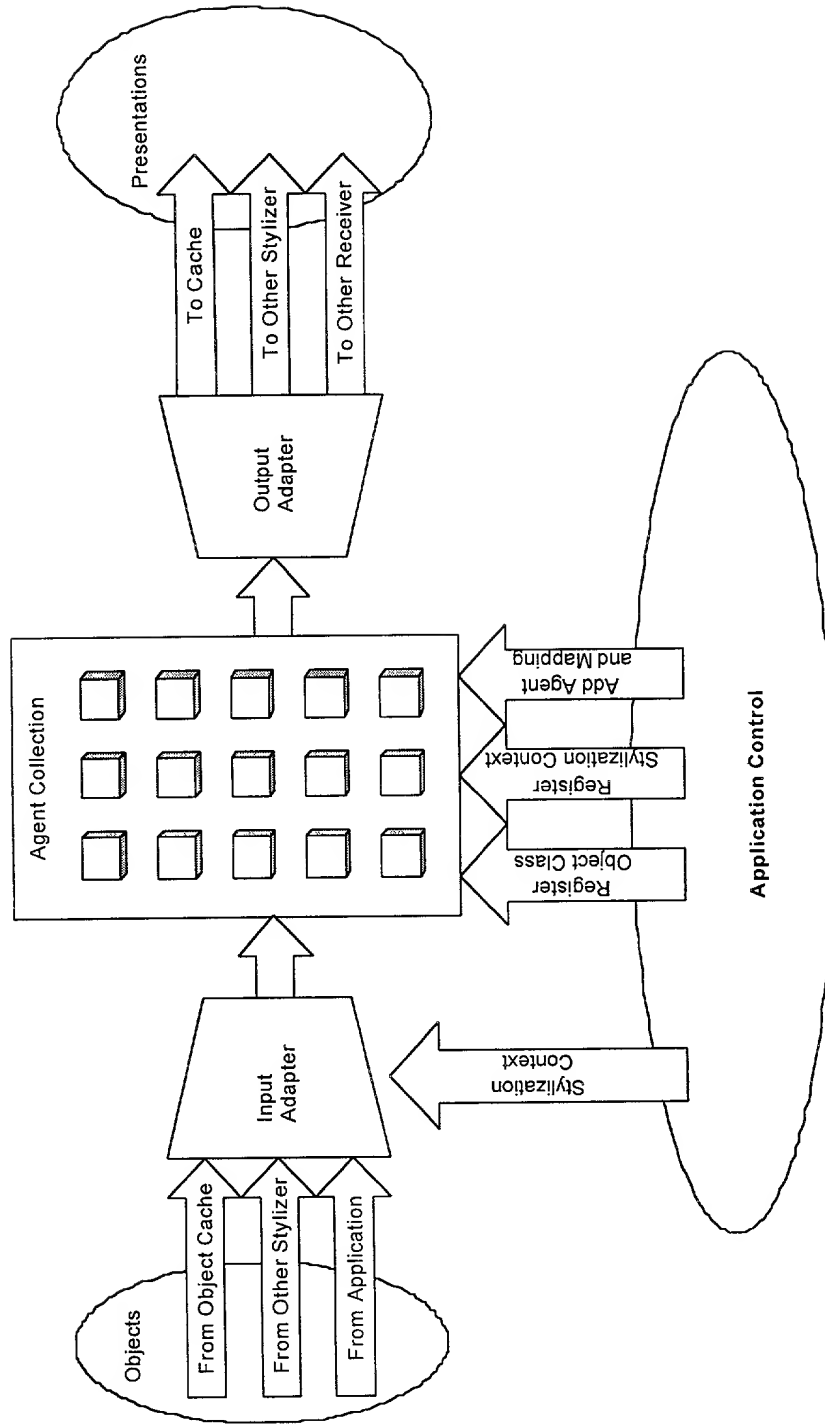 Objects
From Object Cache
From Other Stylizer
From Application
Input
Adapter
Stylization
Context
Agent Collection
Register
Object Class
Register
Stylization Context
Add Agent
and Mapping
Output
Adapter
To Cache
To Other Stylizer
To Other Receiver
Presentations
Application Control